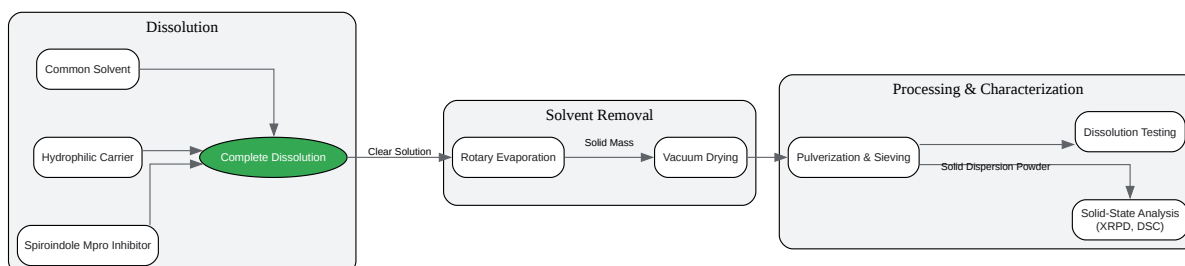 Dissolution
Common Solvent
Hydrophilic Carrier
Spiroindole Mpro Inhibitor
Complete Dissolution
Clear Solution
Solvent Removal
Rotary Evaporation
Solid Mass
Vacuum Drying
Processing & Characterization
Pulverization & Sieving
Solid Dispersion Powder
Dissolution Testing
Solid-State Analysis
(XRPD, DSC)